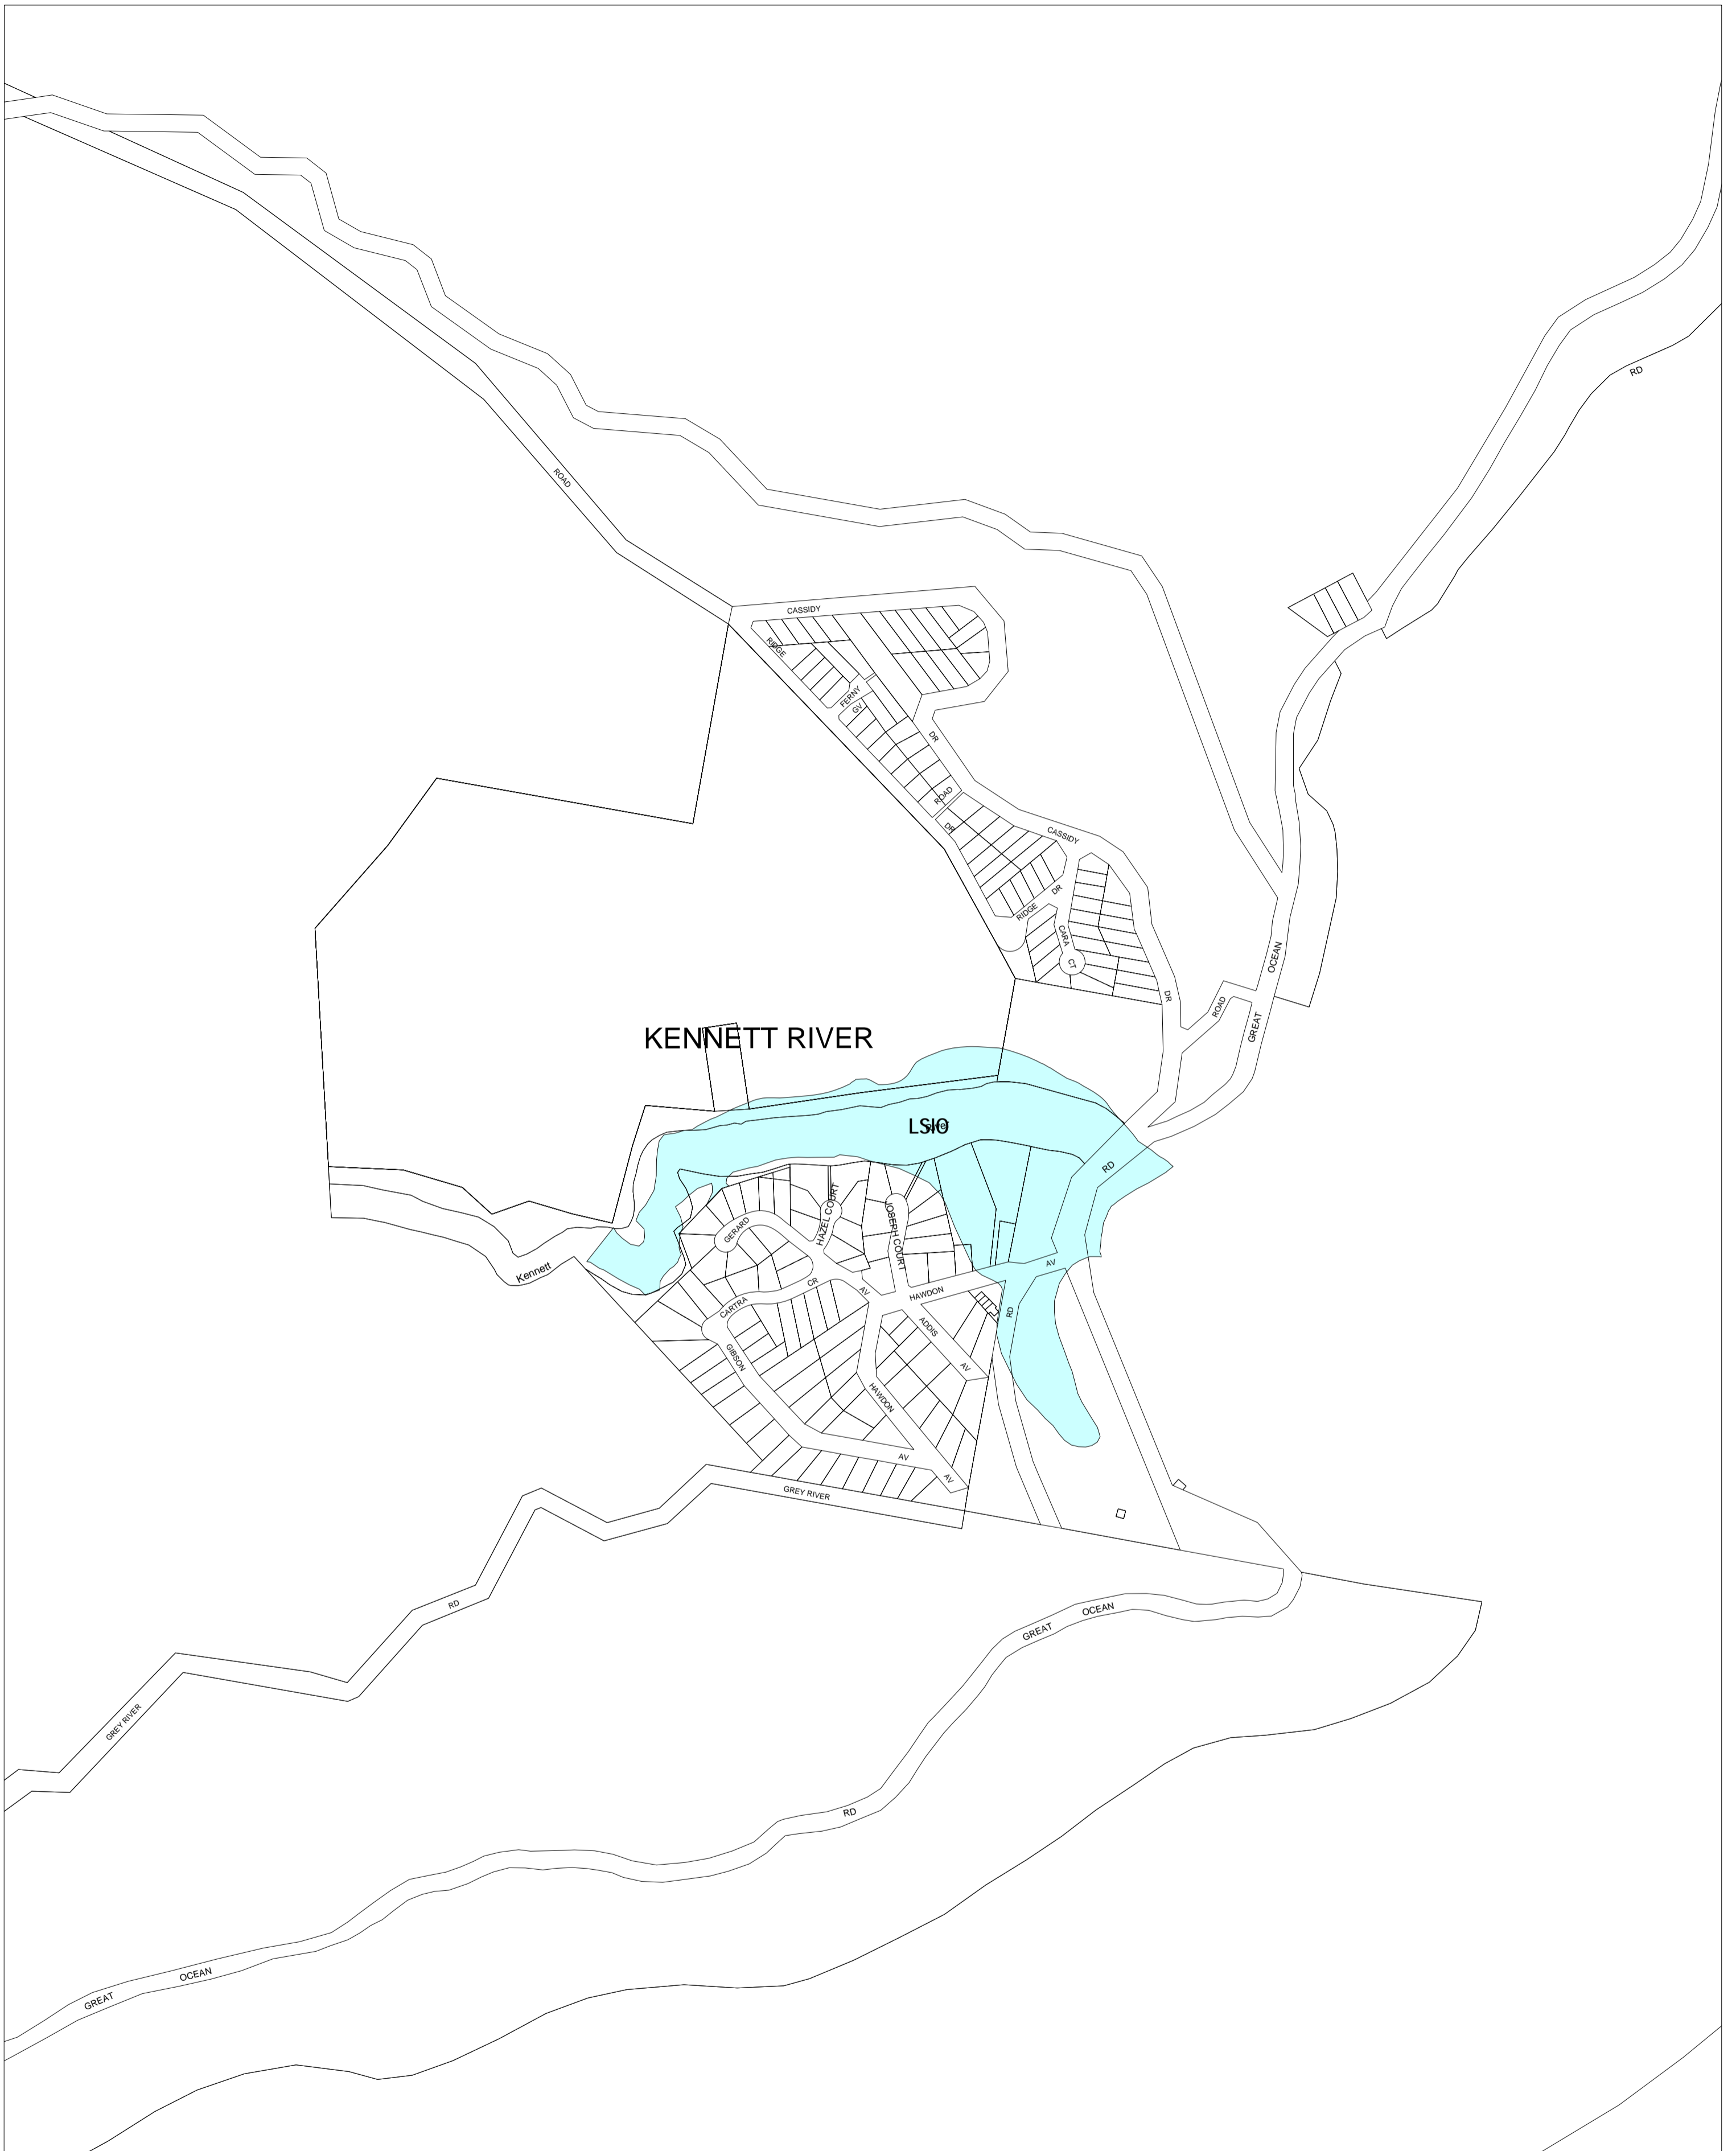 RD
ROAD
CASSIDY
RIDGE
FERNY
GV
DR
ROAD
DR
CASSIDY
DR
RIDGE
CARA
CT
DR
OCEAN
ROAD
GREAT
KENNETT RIVER
LSIO
River
RD
HAZEL COURT
JOSEPH COURT
GERARD
Kennett
AV
CR
AV
HAWDON
CARTRA
RD
ADDIS
GIBSON
AV
HAWDON
AV
AV
GREY RIVER
RD
OCEAN
GREAT
GREY RIVER
RD
OCEAN
GREAT